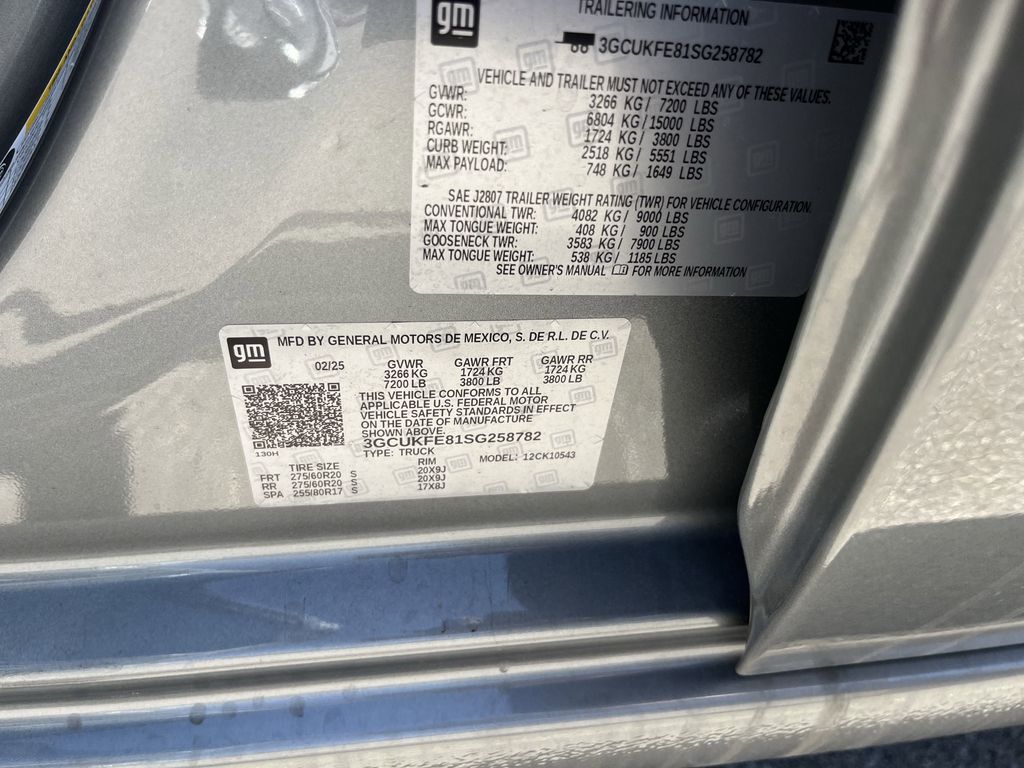 gm
TRAILERING INFORMATION
3GCUKFE81SG258782
VEHICLE AND TRAILER MUST NOT EXCEED ANY OF THESE VALUES.
GVWR: 3266 KG / 7200 LBS
GCWR: 6804 KG / 15000 LBS
RGAWR: 1724 KG / 3800 LBS
CURB WEIGHT: 2518 KG / 5551 LBS
MAX PAYLOAD: 748 KG / 1649 LBS
SAE J2807 TRAILER WEIGHT RATING (TWR) FOR VEHICLE CONFIGURATION.
CONVENTIONAL TWR: 4082 KG / 9000 LBS
MAX TONGUE WEIGHT: 408 KG / 900 LBS
GOOSENECK TWR: 3583 KG / 7900 LBS
MAX TONGUE WEIGHT: 538 KG / 1185 LBS
SEE OWNER'S MANUAL FOR MORE INFORMATION
gm
MFD BY GENERAL MOTORS DE MEXICO, S. DE R.L. DE C.V.
02/25 GVWR GAWR FRT GAWR RR
3266 KG 1724 KG 1724 KG
7200 LB 3800 LB 3800 LB
THIS VEHICLE CONFORMS TO ALL
APPLICABLE U.S. FEDERAL MOTOR
VEHICLE SAFETY STANDARDS IN EFFECT
ON THE DATE OF MANUFACTURE
SHOWN ABOVE.
3GCUKFE81SG258782
130H TYPE: TRUCK MODEL: 12CK10543
TIRE SIZE RIM
FRT 275/60R20 S 20X9J
RR 275/60R20 S 20X9J
SPA 255/80R17 S 17X8J